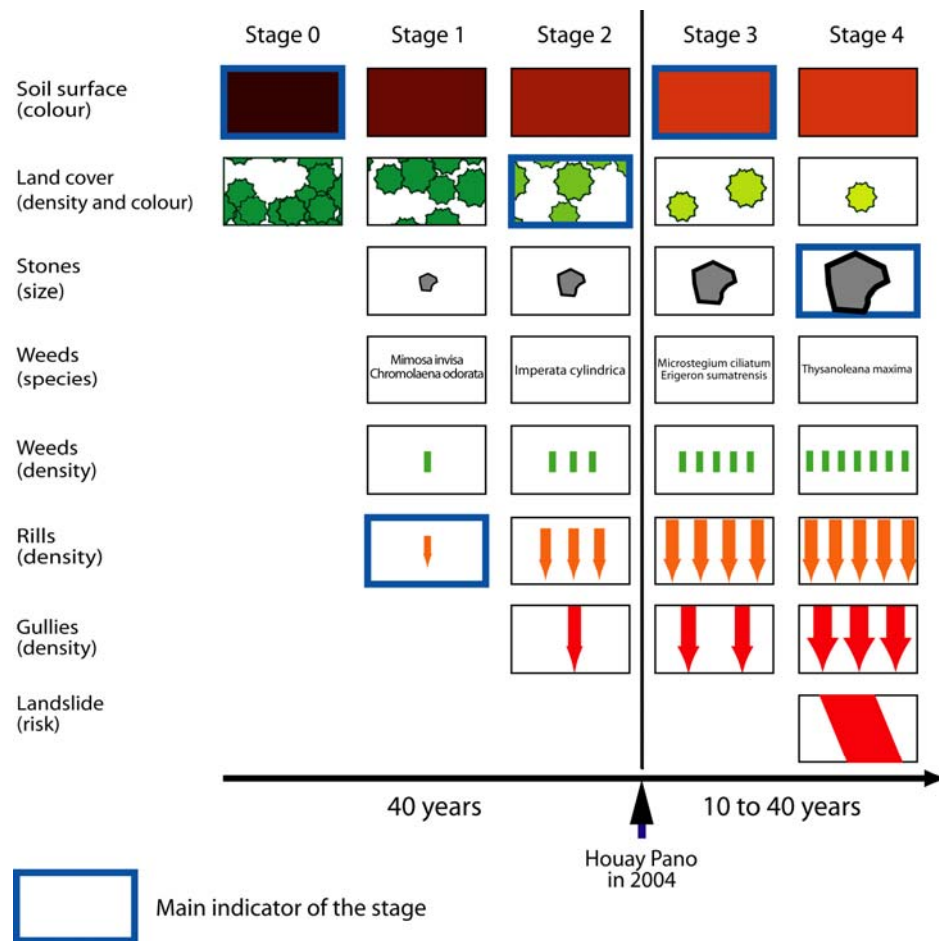 Stage 0
Stage 1
Stage 2
Stage 3
Stage 4
Soil surface
(colour)
Land cover
(density and colour)
Stones
(size)
Weeds
(species)
Mimosa invisa
Chromolaena odorata
Imperata cylindrica
Microstegium ciliatum
Erigeron sumatrensis
Thysanoleana maxima
Weeds
(density)
Rills
(density)
Gullies
(density)
Landslide
(risk)
40 years
10 to 40 years
Houay Pano
in 2004
Main indicator of the stage